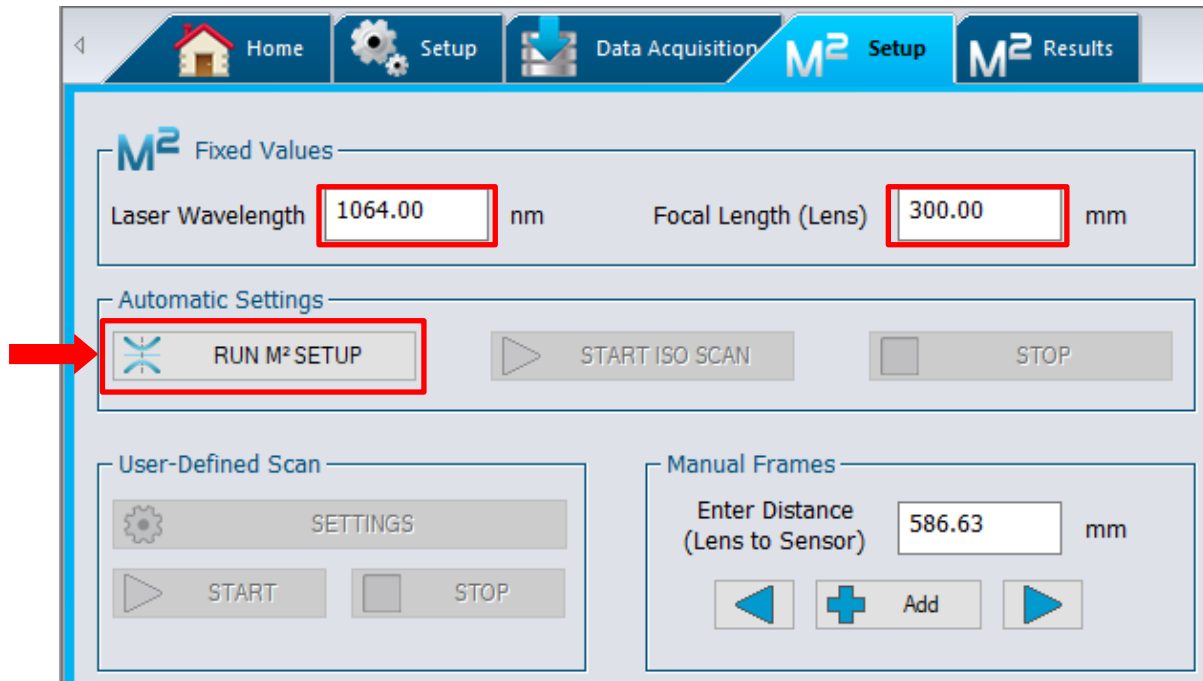 Home
Setup
Data Acquisition
M² Setup
M² Results
M² Fixed Values
Laser Wavelength 1064.00 nm Focal Length (Lens) 300.00 mm
Automatic Settings
RUN M² SETUP START ISO SCAN STOP
User-Defined Scan
SETTINGS
START STOP
Manual Frames
Enter Distance
(Lens to Sensor) 586.63 mm
Add